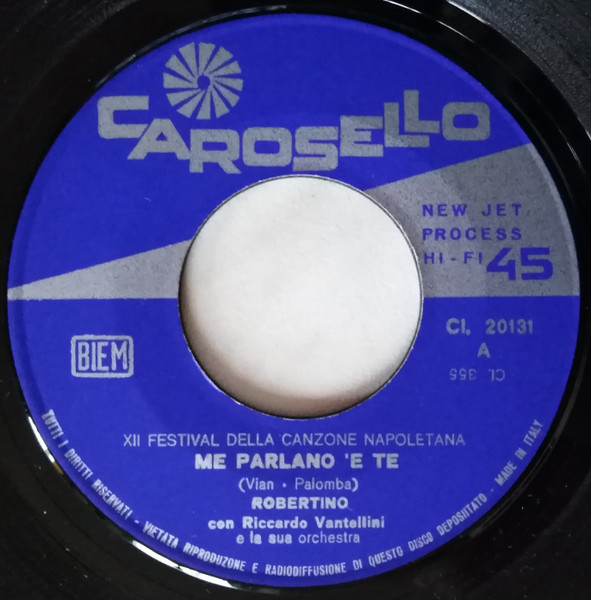 CAROSELLO
NEW JET
PROCESS
HI-FI 45
BIEM
CI, 20131
A
CI. 355
XII FESTIVAL DELLA CANZONE NAPOLETANA
ME PARLANO 'E TE
(Vian - Palomba)
ROBERTINO
con Riccardo Vantellini
e la sua orchestra
TUTTI I DIRITTI RISERVATI - VIETATA RIPRODUZONE E RADIODIFFUSIONE DI QUESTO DISCO DEPOSITATO - MADE IN ITALY